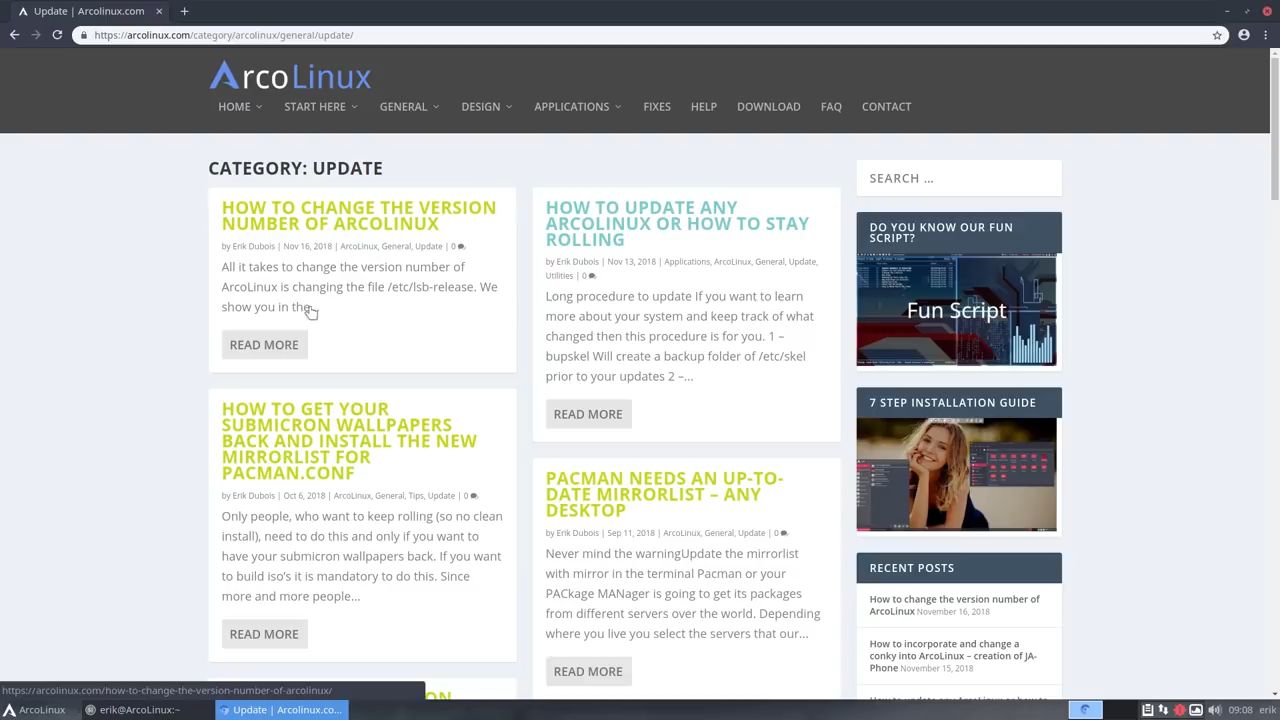 Update | Arcolinux.com
https://arcolinux.com/category/arcolinux/general/update/
ArcoLinux
HOME START HERE GENERAL DESIGN APPLICATIONS FIXES HELP DOWNLOAD FAQ CONTACT
CATEGORY: UPDATE
HOW TO CHANGE THE VERSION
NUMBER OF ARCOLINUX
by Erik Dubois | Nov 16, 2018 | ArcoLinux, General, Update | 0
All it takes to change the version number of
ArcoLinux is changing the file /etc/lsb-release. We
show you in the
READ MORE
HOW TO GET YOUR
SUBMICRON WALLPAPERS
BACK AND INSTALL THE NEW
MIRRORLIST FOR
PACMAN.CONF
by Erik Dubois | Oct 6, 2018 | ArcoLinux, General, Tips, Update | 0
Only people, who want to keep rolling (so no clean
install), need to do this and only if you want to
have your submicron wallpapers back. If you want
to build iso's it is mandatory to do this. Since
more and more people...
READ MORE
HOW TO UPDATE ANY
ARCOLINUX OR HOW TO STAY
ROLLING
by Erik Dubois | Nov 13, 2018 | Applications, ArcoLinux, General, Update,
Utilities | 0
Long procedure to update If you want to learn
more about your system and keep track of what
changed then this procedure is for you. 1 –
bupskel Will create a backup folder of /etc/skel
prior to your updates 2 –...
READ MORE
PACMAN NEEDS AN UP-TO-
DATE MIRRORLIST – ANY
DESKTOP
by Erik Dubois | Sep 11, 2018 | ArcoLinux, General, Update | 0
Never mind the warningUpdate the mirrorlist
with mirror in the terminal Pacman or your
PACkage MANager is going to get its packages
from different servers over the world. Depending
where you live you select the servers that our...
READ MORE
SEARCH ...
DO YOU KNOW OUR FUN
SCRIPT?
Fun Script
7 STEP INSTALLATION GUIDE
RECENT POSTS
How to change the version number of
ArcoLinux November 16, 2018
How to incorporate and change a
conky into ArcoLinux – creation of JA-
Phone November 15, 2018
https://arcolinux.com/how-to-change-the-version-number-of-arcolinux/
ArcoLinux erik@ArcoLinux:~ Update | Arcolinux.co... 09:08 erik